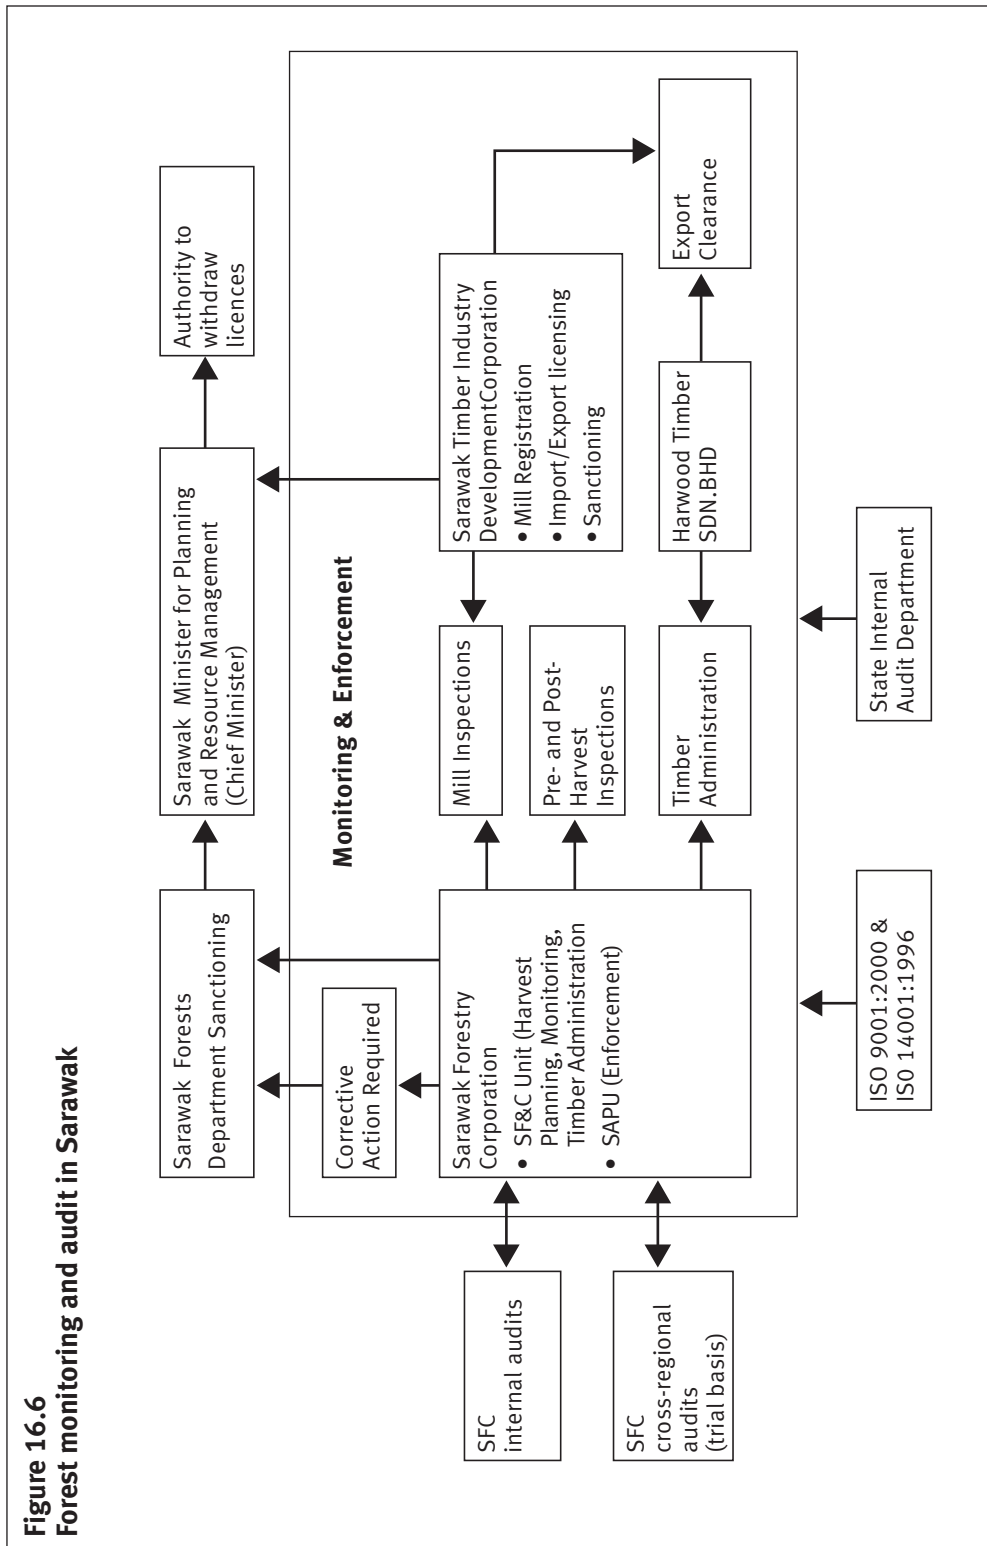 Figure 16.6
Forest monitoring and audit in Sarawak
Sarawak Forests
Department Sanctioning
Sarawak Minister for Planning
and Resource Management
(Chief Minister)
Authority to
withdraw
licences
Monitoring & Enforcement
Corrective
Action Required
SFC
internal audits
SFC
cross-regional
audits
(trial basis)
Sarawak Forestry
Corporation
• SF&C Unit (Harvest
Planning, Monitoring,
Timber Administration
• SAPU (Enforcement)
Mill Inspections
Pre- and Post-
Harvest
Inspections
Timber
Administration
Sarawak Timber Industry
DevelopmentCorporation
• Mill Registration
• Import/Export licensing
• Sanctioning
Harwood Timber
SDN.BHD
Export
Clearance
ISO 9001:2000 &
IS0 14001:1996
State Internal
Audit Department